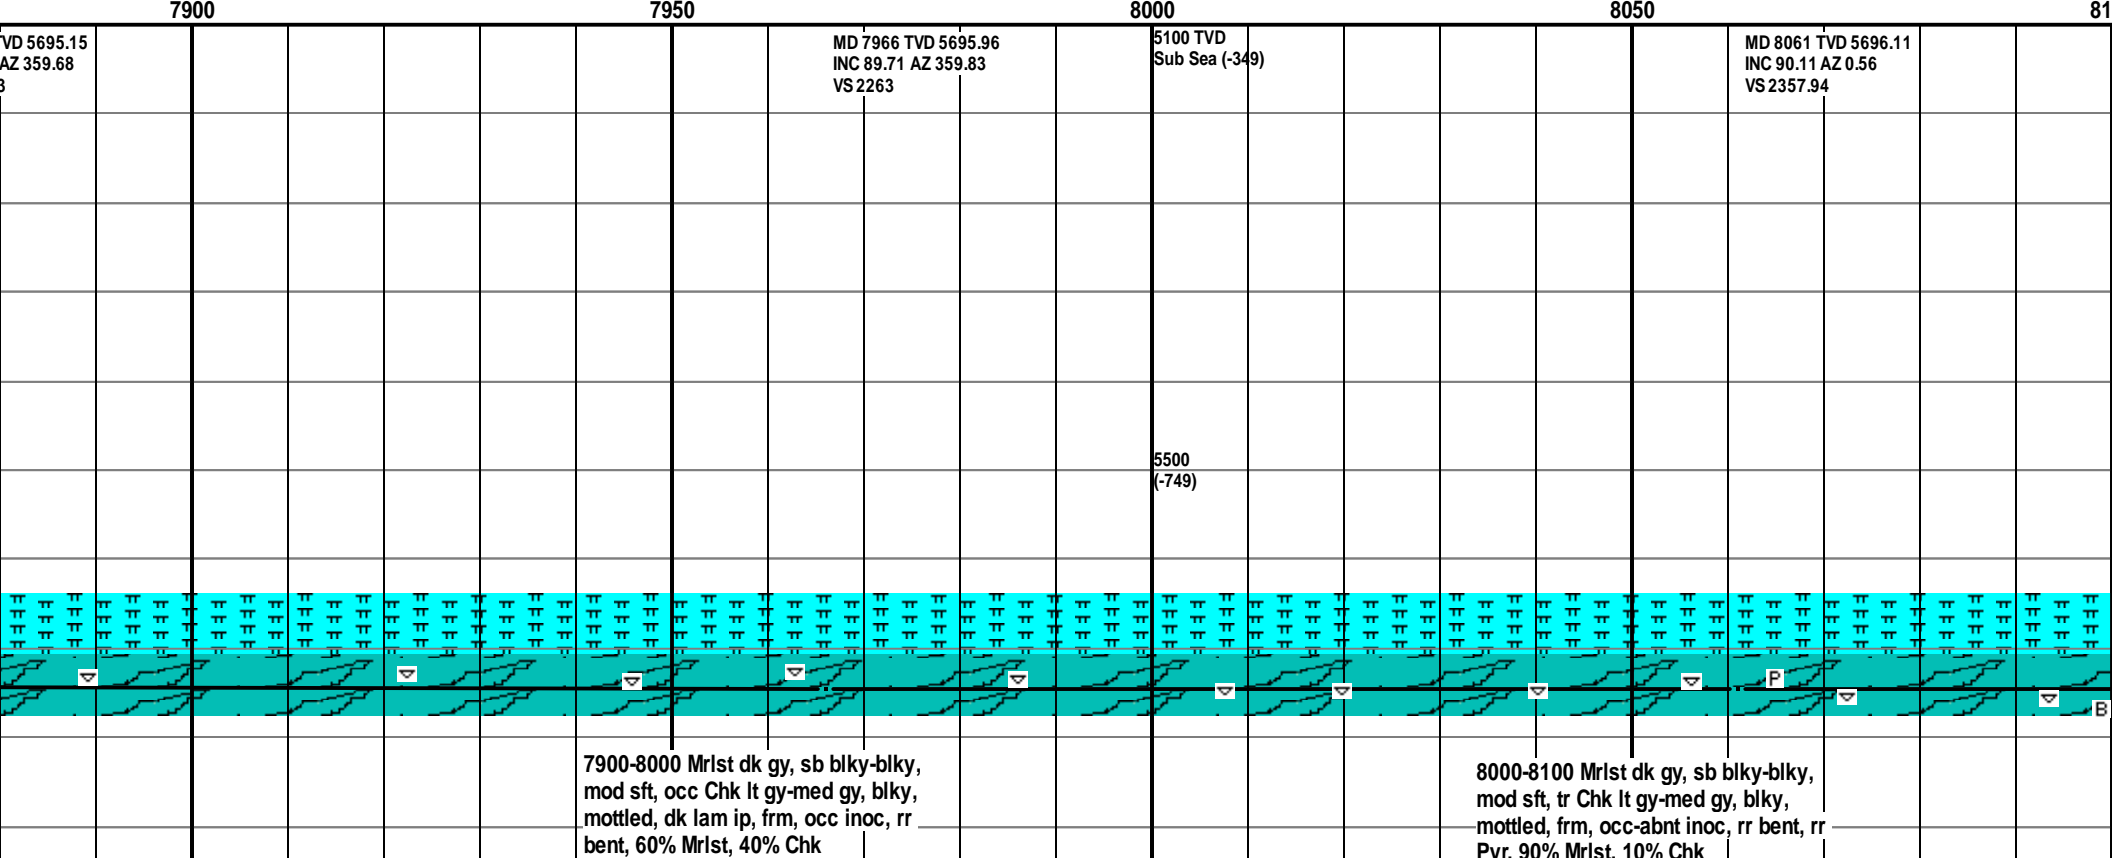 7900 7950 8000 8050 81
TVD 5695.15
AZ 359.68
3
MD 7966 TVD 5695.96
INC 89.71 AZ 359.83
VS 2263
5100 TVD
Sub Sea (-349)
MD 8061 TVD 5696.11
INC 90.11 AZ 0.56
VS 2357.94
5500
(-749)
P
B
7900-8000 Mrlst dk gy, sb blky-blky,
mod sft, occ Chk lt gy-med gy, blky,
mottled, dk lam ip, frm, occ inoc, rr
bent, 60% Mrlst, 40% Chk
8000-8100 Mrlst dk gy, sb blky-blky,
mod sft, tr Chk lt gy-med gy, blky,
mottled, frm, occ-abnt inoc, rr bent, rr
Pyr, 90% Mrlst, 10% Chk